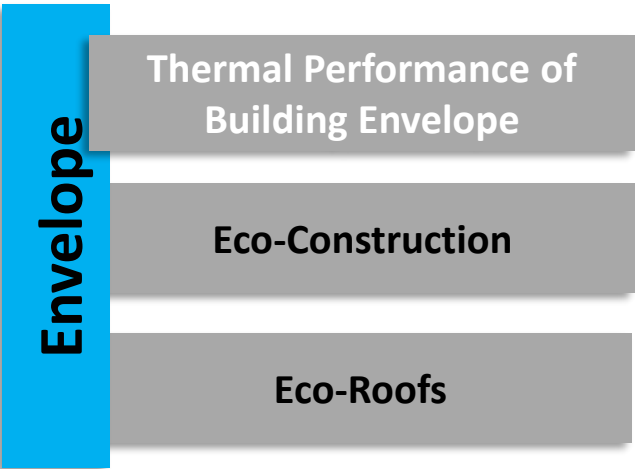 Envelope
Thermal Performance of
Building Envelope
Eco-Construction
Eco-Roofs